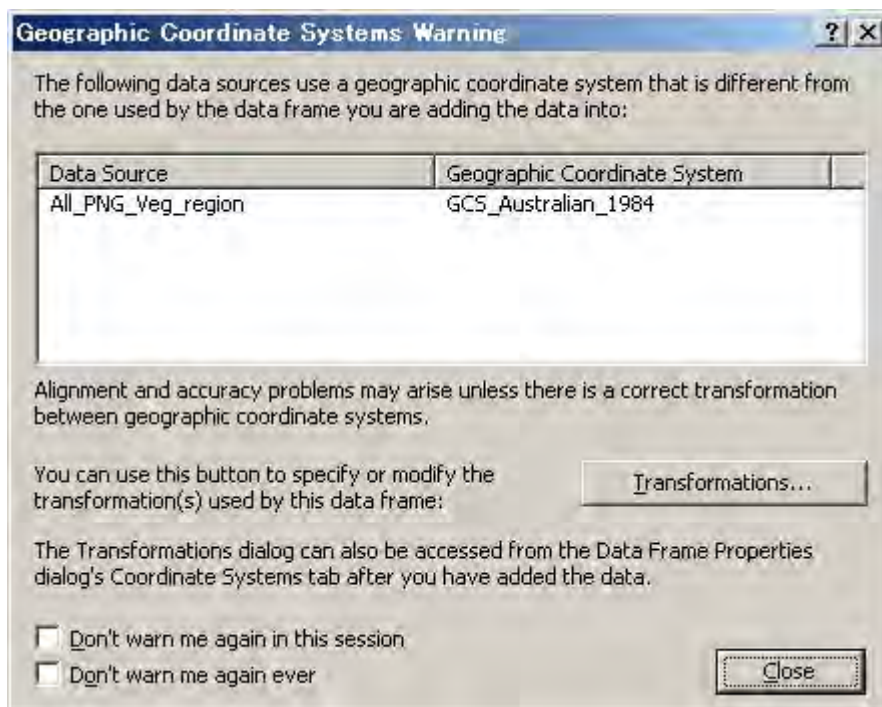 Geographic Coordinate Systems Warning
The following data sources use a geographic coordinate system that is different from
the one used by the data frame you are adding the data into:
Data Source Geographic Coordinate System
All_PNG_Veg_region GCS_Australian_1984
Alignment and accuracy problems may arise unless there is a correct transformation
between geographic coordinate systems.
You can use this button to specify or modify the
transformation(s) used by this data frame:
Transformations...
The Transformations dialog can also be accessed from the Data Frame Properties
dialog's Coordinate Systems tab after you have added the data.
Don't warn me again in this session
Don't warn me again ever
Close